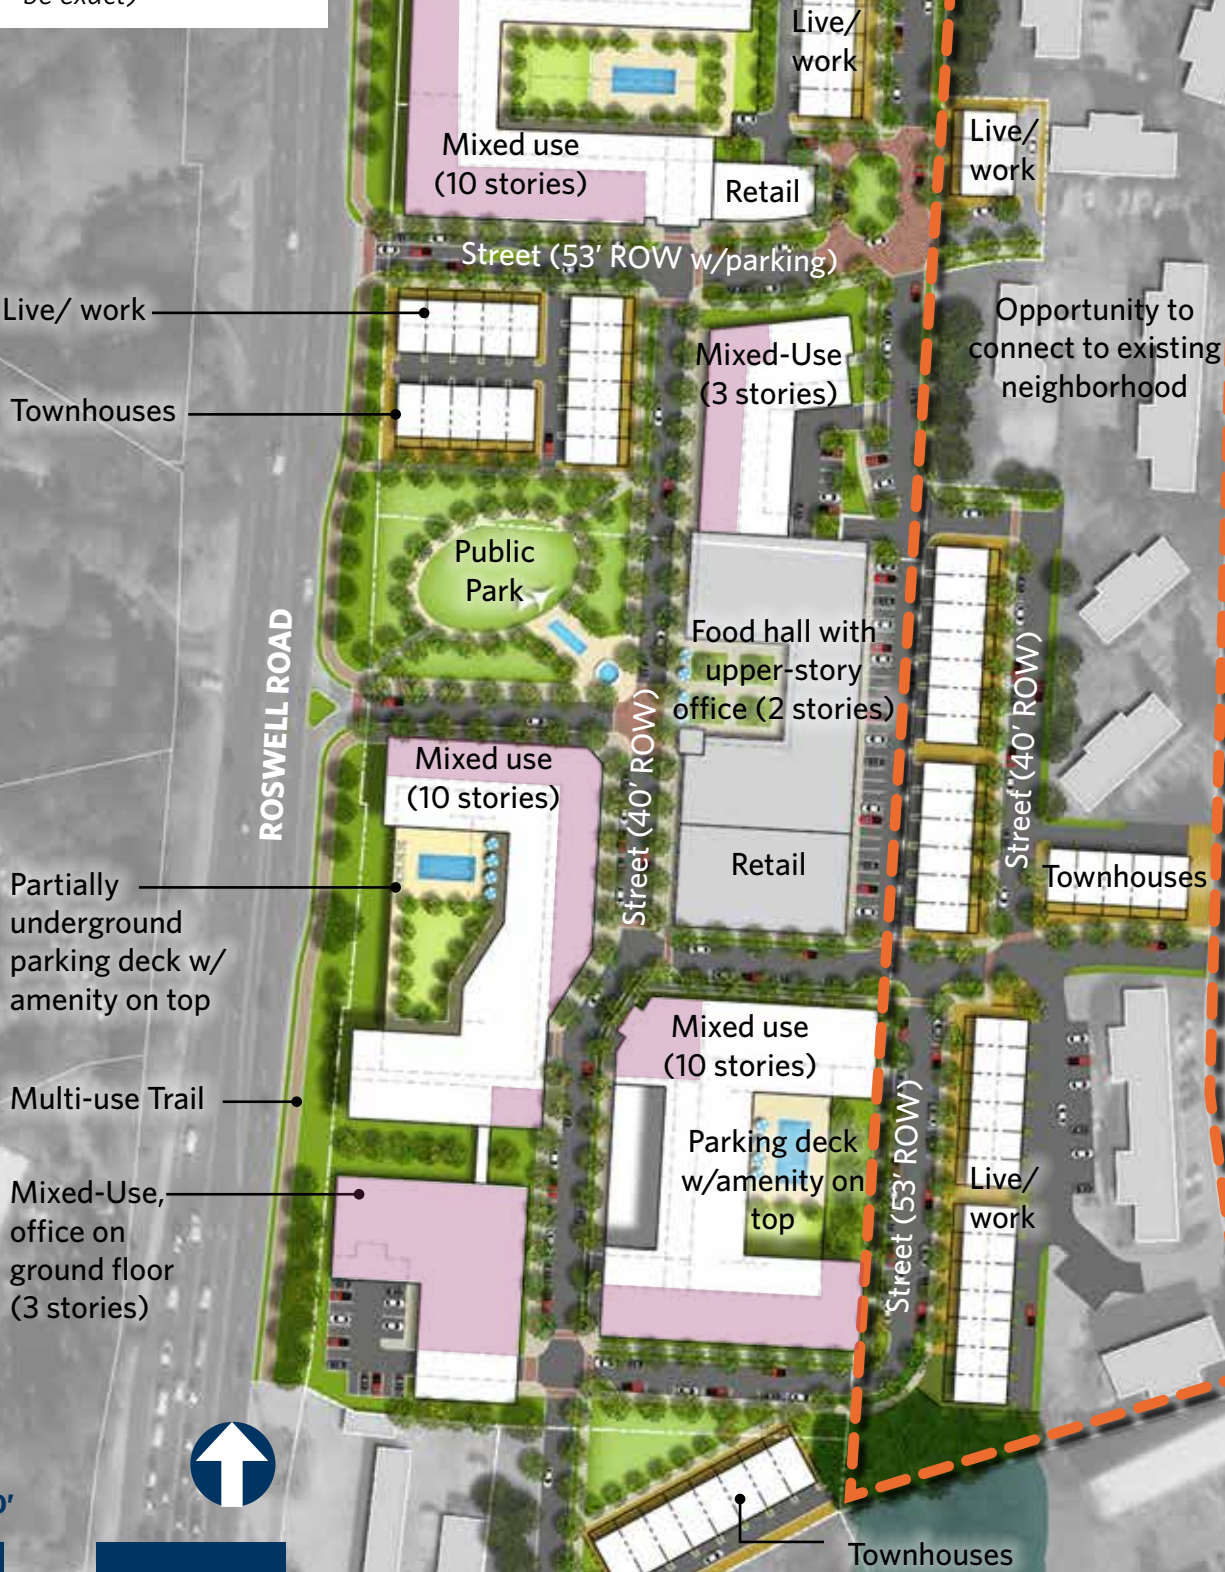 be exact)
Live/
work
Mixed use
(10 stories)
Retail
Live/
work
Street (53' ROW w/parking)
Live/ work
Opportunity to
connect to existing
neighborhood
Mixed-Use
(3 stories)
Townhouses
Public
Park
Food hall with
upper-story
office (2 stories)
ROSWELL ROAD
Street (40' ROW)
Street (40' ROW)
Mixed use
(10 stories)
Retail
Townhouses
Partially
underground
parking deck w/
amenity on top
Mixed use
(10 stories)
Multi-use Trail
Parking deck
w/amenity on
top
Street (53' ROW)
Live/
work
Mixed-Use,
office on
ground floor
(3 stories)
0'
Townhouses